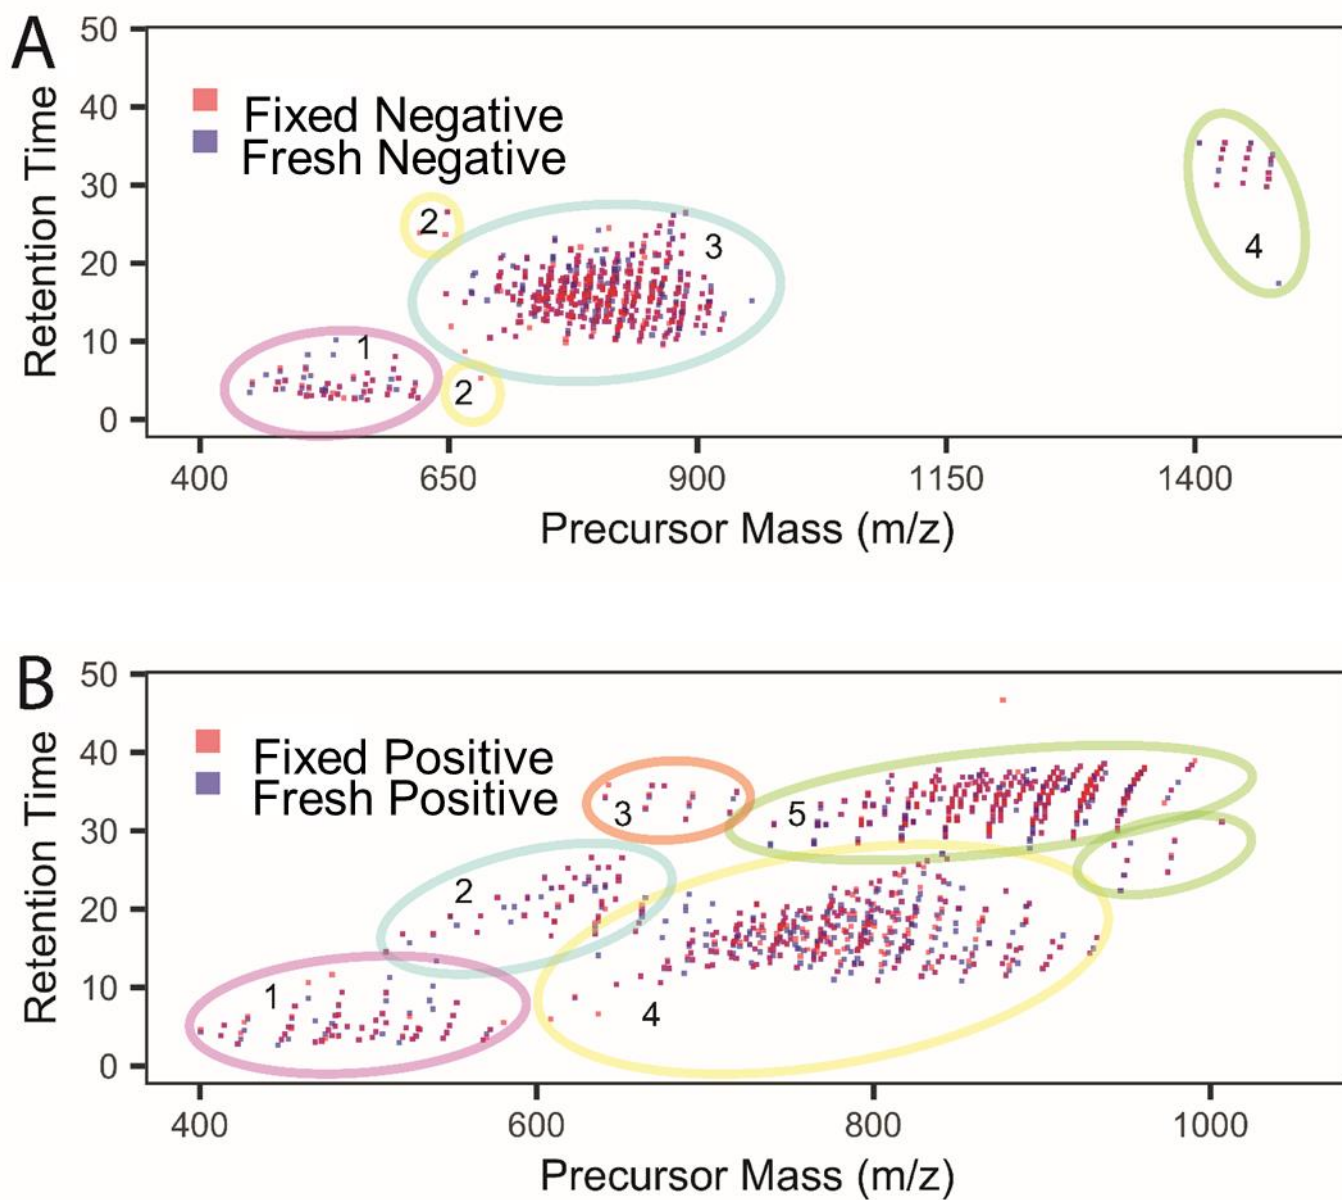 A
50
40
30
20
10
0
Retention Time
Fixed Negative
Fresh Negative
1
2
2
3
4
400 650 900 1150 1400
Precursor Mass (m/z)
B
50
40
30
20
10
0
Retention Time
Fixed Positive
Fresh Positive
1
2
3
4
5
400 600 800 1000
Precursor Mass (m/z)